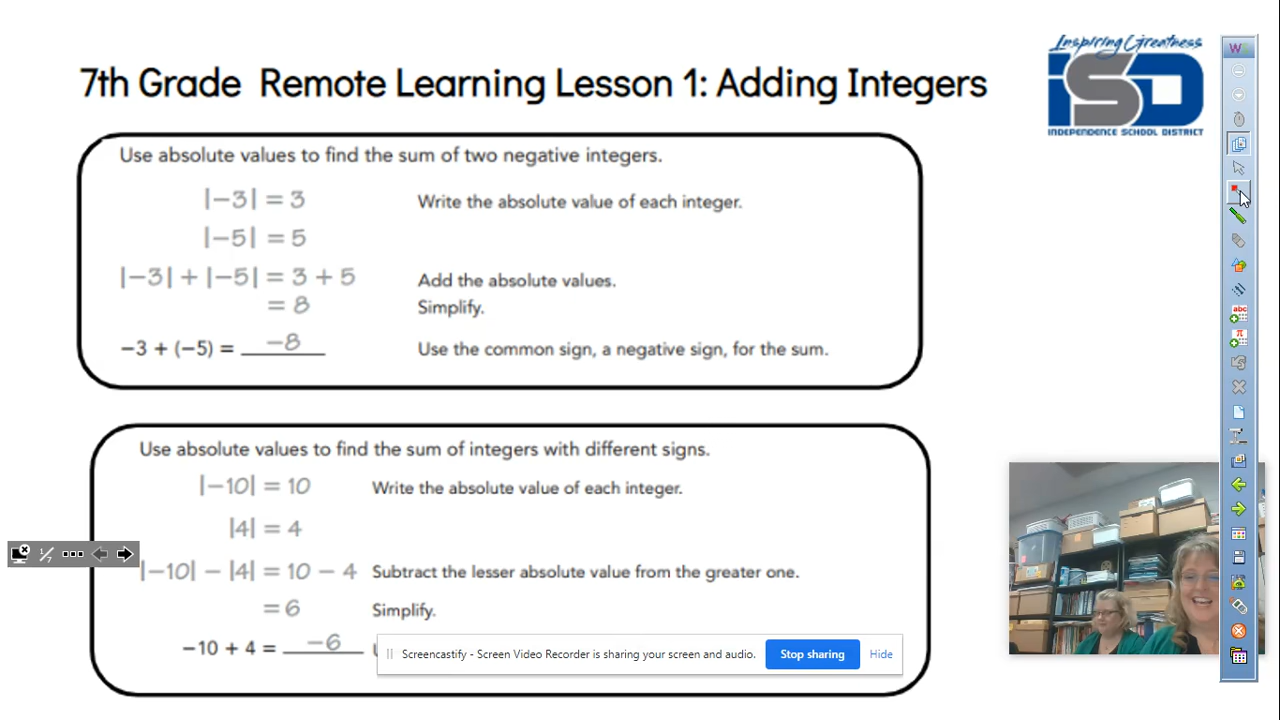 Inspiring Greatness
ISD
INDEPENDENCE SCHOOL DISTRICT
7th Grade Remote Learning Lesson 1: Adding Integers
Use absolute values to find the sum of two negative integers.
|−3| = 3 Write the absolute value of each integer.
|−5| = 5
|−3| + |−5| = 3 + 5 Add the absolute values.
= 8 Simplify.
−3 + (−5) = −8 Use the common sign, a negative sign, for the sum.
Use absolute values to find the sum of integers with different signs.
|−10| = 10 Write the absolute value of each integer.
|4| = 4
1/7
|−10| − |4| = 10 − 4 Subtract the lesser absolute value from the greater one.
= 6 Simplify.
-10 + 4 = −6
Screencastify - Screen Video Recorder is sharing your screen and audio. Stop sharing Hide
W
abc
π